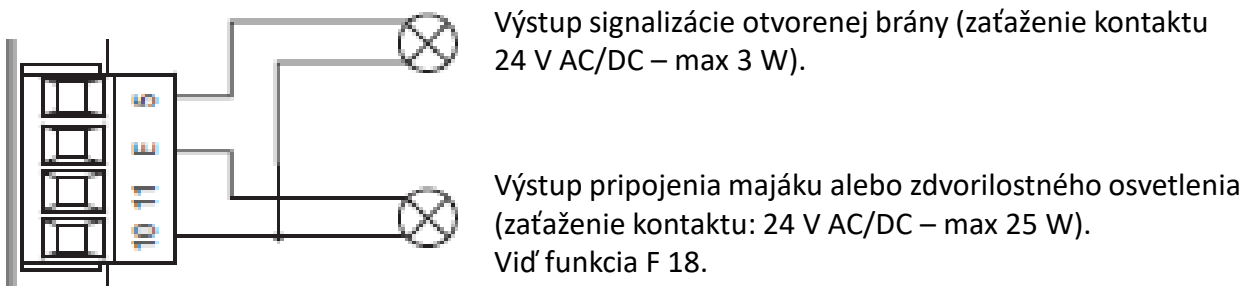 Výstup signalizácie otvorenej brány (zaťaženie kontaktu
24 V AC/DC – max 3 W).
5
E
11
10
Výstup pripojenia majáku alebo zdvorilostného osvetlenia
(zaťaženie kontaktu: 24 V AC/DC – max 25 W).
Viď funkcia F 18.